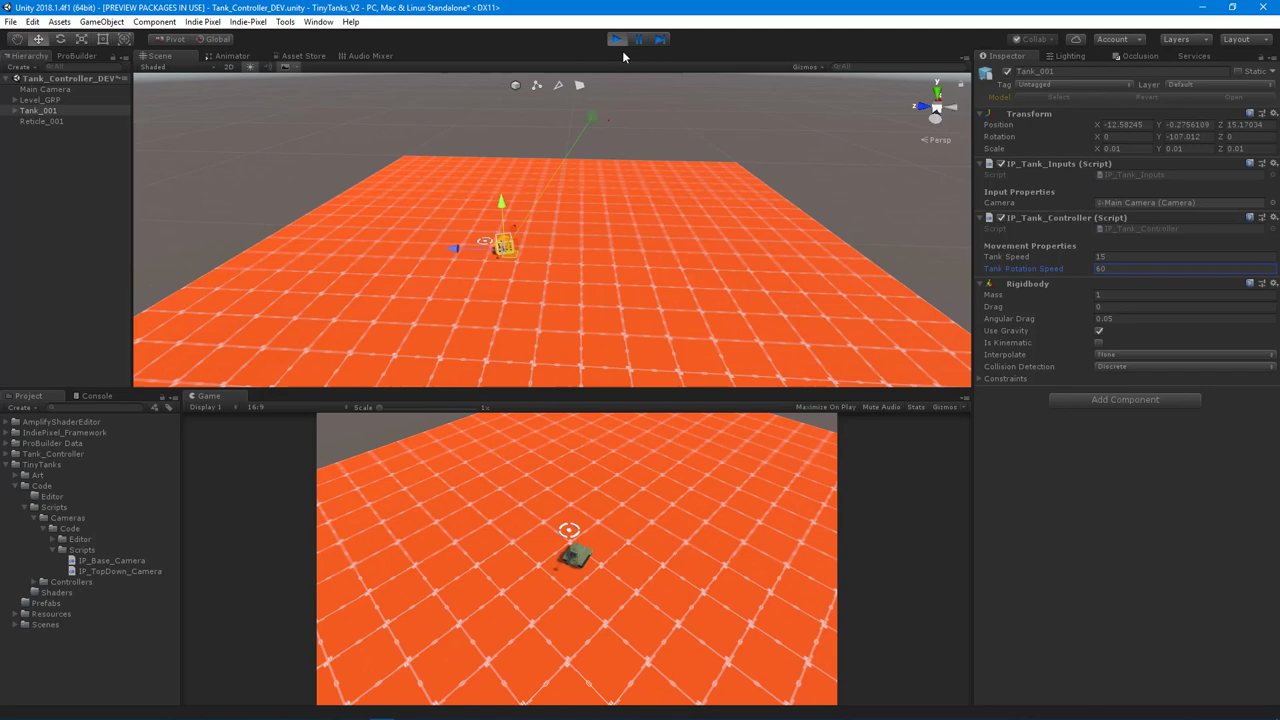 Unity 2018.1.4f1 (64bit) - [PREVIEW PACKAGES IN USE] - Tank_Controller_DEV.unity - TinyTanks_V2 - PC, Mac & Linux Standalone* <DX11>
File Edit Assets GameObject Component Indie Pixel Indie-Pixel Tools Window Help
Pivot Global Collab Account Layers Layout
Hierarchy ProBuilder Scene Animator Asset Store Audio Mixer Inspector Lighting Occlusion Services
Create All Shaded 2D Gizmos All
Tank_Controller_DEV*
Main Camera
Level_GRP
Tank_001
Reticle_001
y
z
Persp
Tank_001 Static
Tag Untagged Layer Default
Model Select Revert Open
Transform
Position X -12.58245 Y -0.2756109 Z 15.17034
Rotation X 0 Y -107.012 Z 0
Scale X 0.01 Y 0.01 Z 0.01
IP_Tank_Inputs (Script)
Script IP_Tank_Inputs
Input Properties
Camera Main Camera (Camera)
IP_Tank_Controller (Script)
Script IP_Tank_Controller
Movement Properties
Tank Speed 15
Tank Rotation Speed 60
Rigidbody
Mass 1
Drag 0
Angular Drag 0.05
Use Gravity
Is Kinematic
Interpolate None
Collision Detection Discrete
Constraints
Add Component
Project Console Game
Create Display 1 16:9 Scale 1x Maximize On Play Mute Audio Stats Gizmos
AmplifyShaderEditor
IndiePixel_Framework
ProBuilder Data
Tank_Controller
TinyTanks
Art
Code
Editor
Scripts
Cameras
Code
Editor
Scripts
IP_Base_Camera
IP_TopDown_Camera
Controllers
Shaders
Prefabs
Resources
Scenes